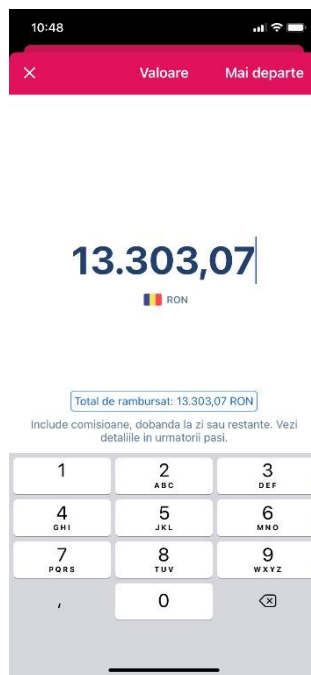 10:48
Valoare Mai departe
13.303,07
RON
Total de rambursat: 13.303,07 RON
Include comisioane, dobanda la zi sau restante. Vezi
detaliile in urmatorii pasi.
1 2 3
ABC DEF
4 5 6
GHI JKL MNO
7 8 9
PQRS TUV WXYZ
, 0